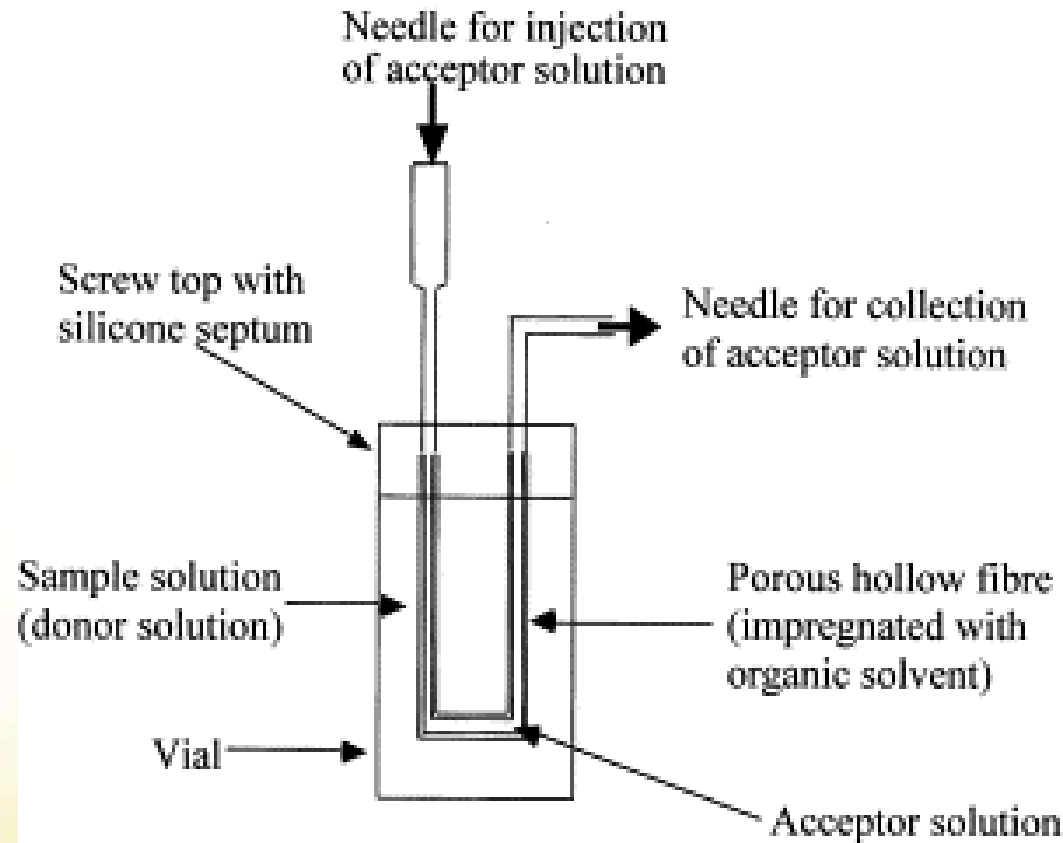 Needle for injection
of acceptor solution
Screw top with
silicone septum
Needle for collection
of acceptor solution
Sample solution
(donor solution)
Porous hollow fibre
(impregnated with
organic solvent)
Vial
Acceptor solution